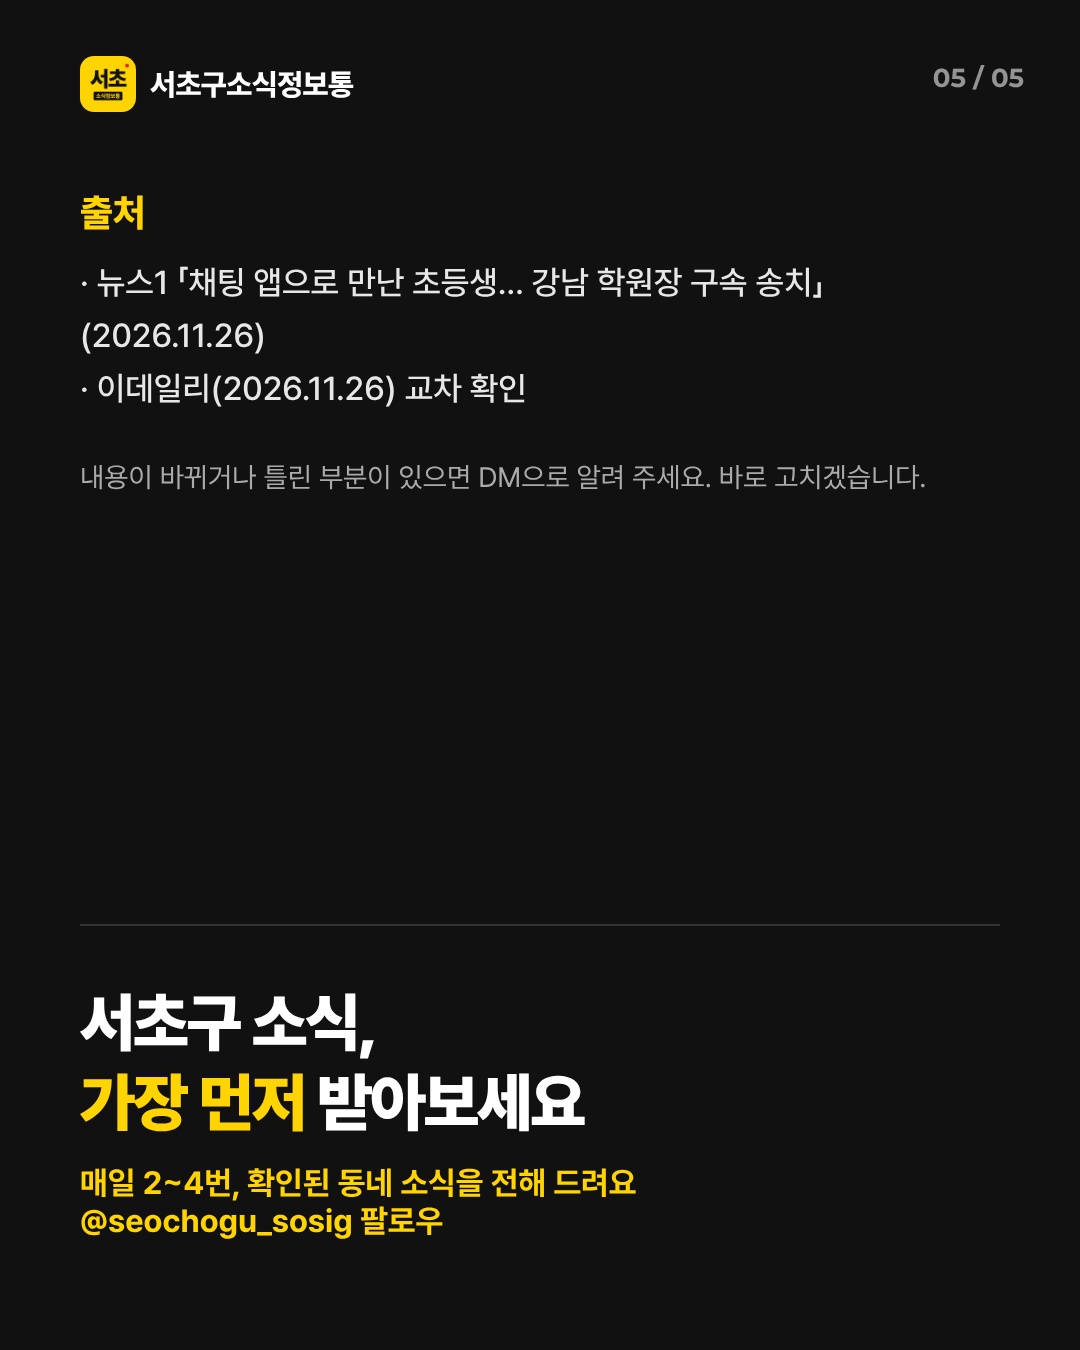 서초
소식정보통
서초구소식정보통
05 / 05
출처
· 뉴스1 「채팅 앱으로 만난 초등생... 강남 학원장 구속 송치」
(2026.11.26)
· 이데일리(2026.11.26) 교차 확인
내용이 바뀌거나 틀린 부분이 있으면 DM으로 알려 주세요. 바로 고치겠습니다.
서초구 소식,
가장 먼저 받아보세요
매일 2~4번, 확인된 동네 소식을 전해 드려요
@seochogu_sosig 팔로우